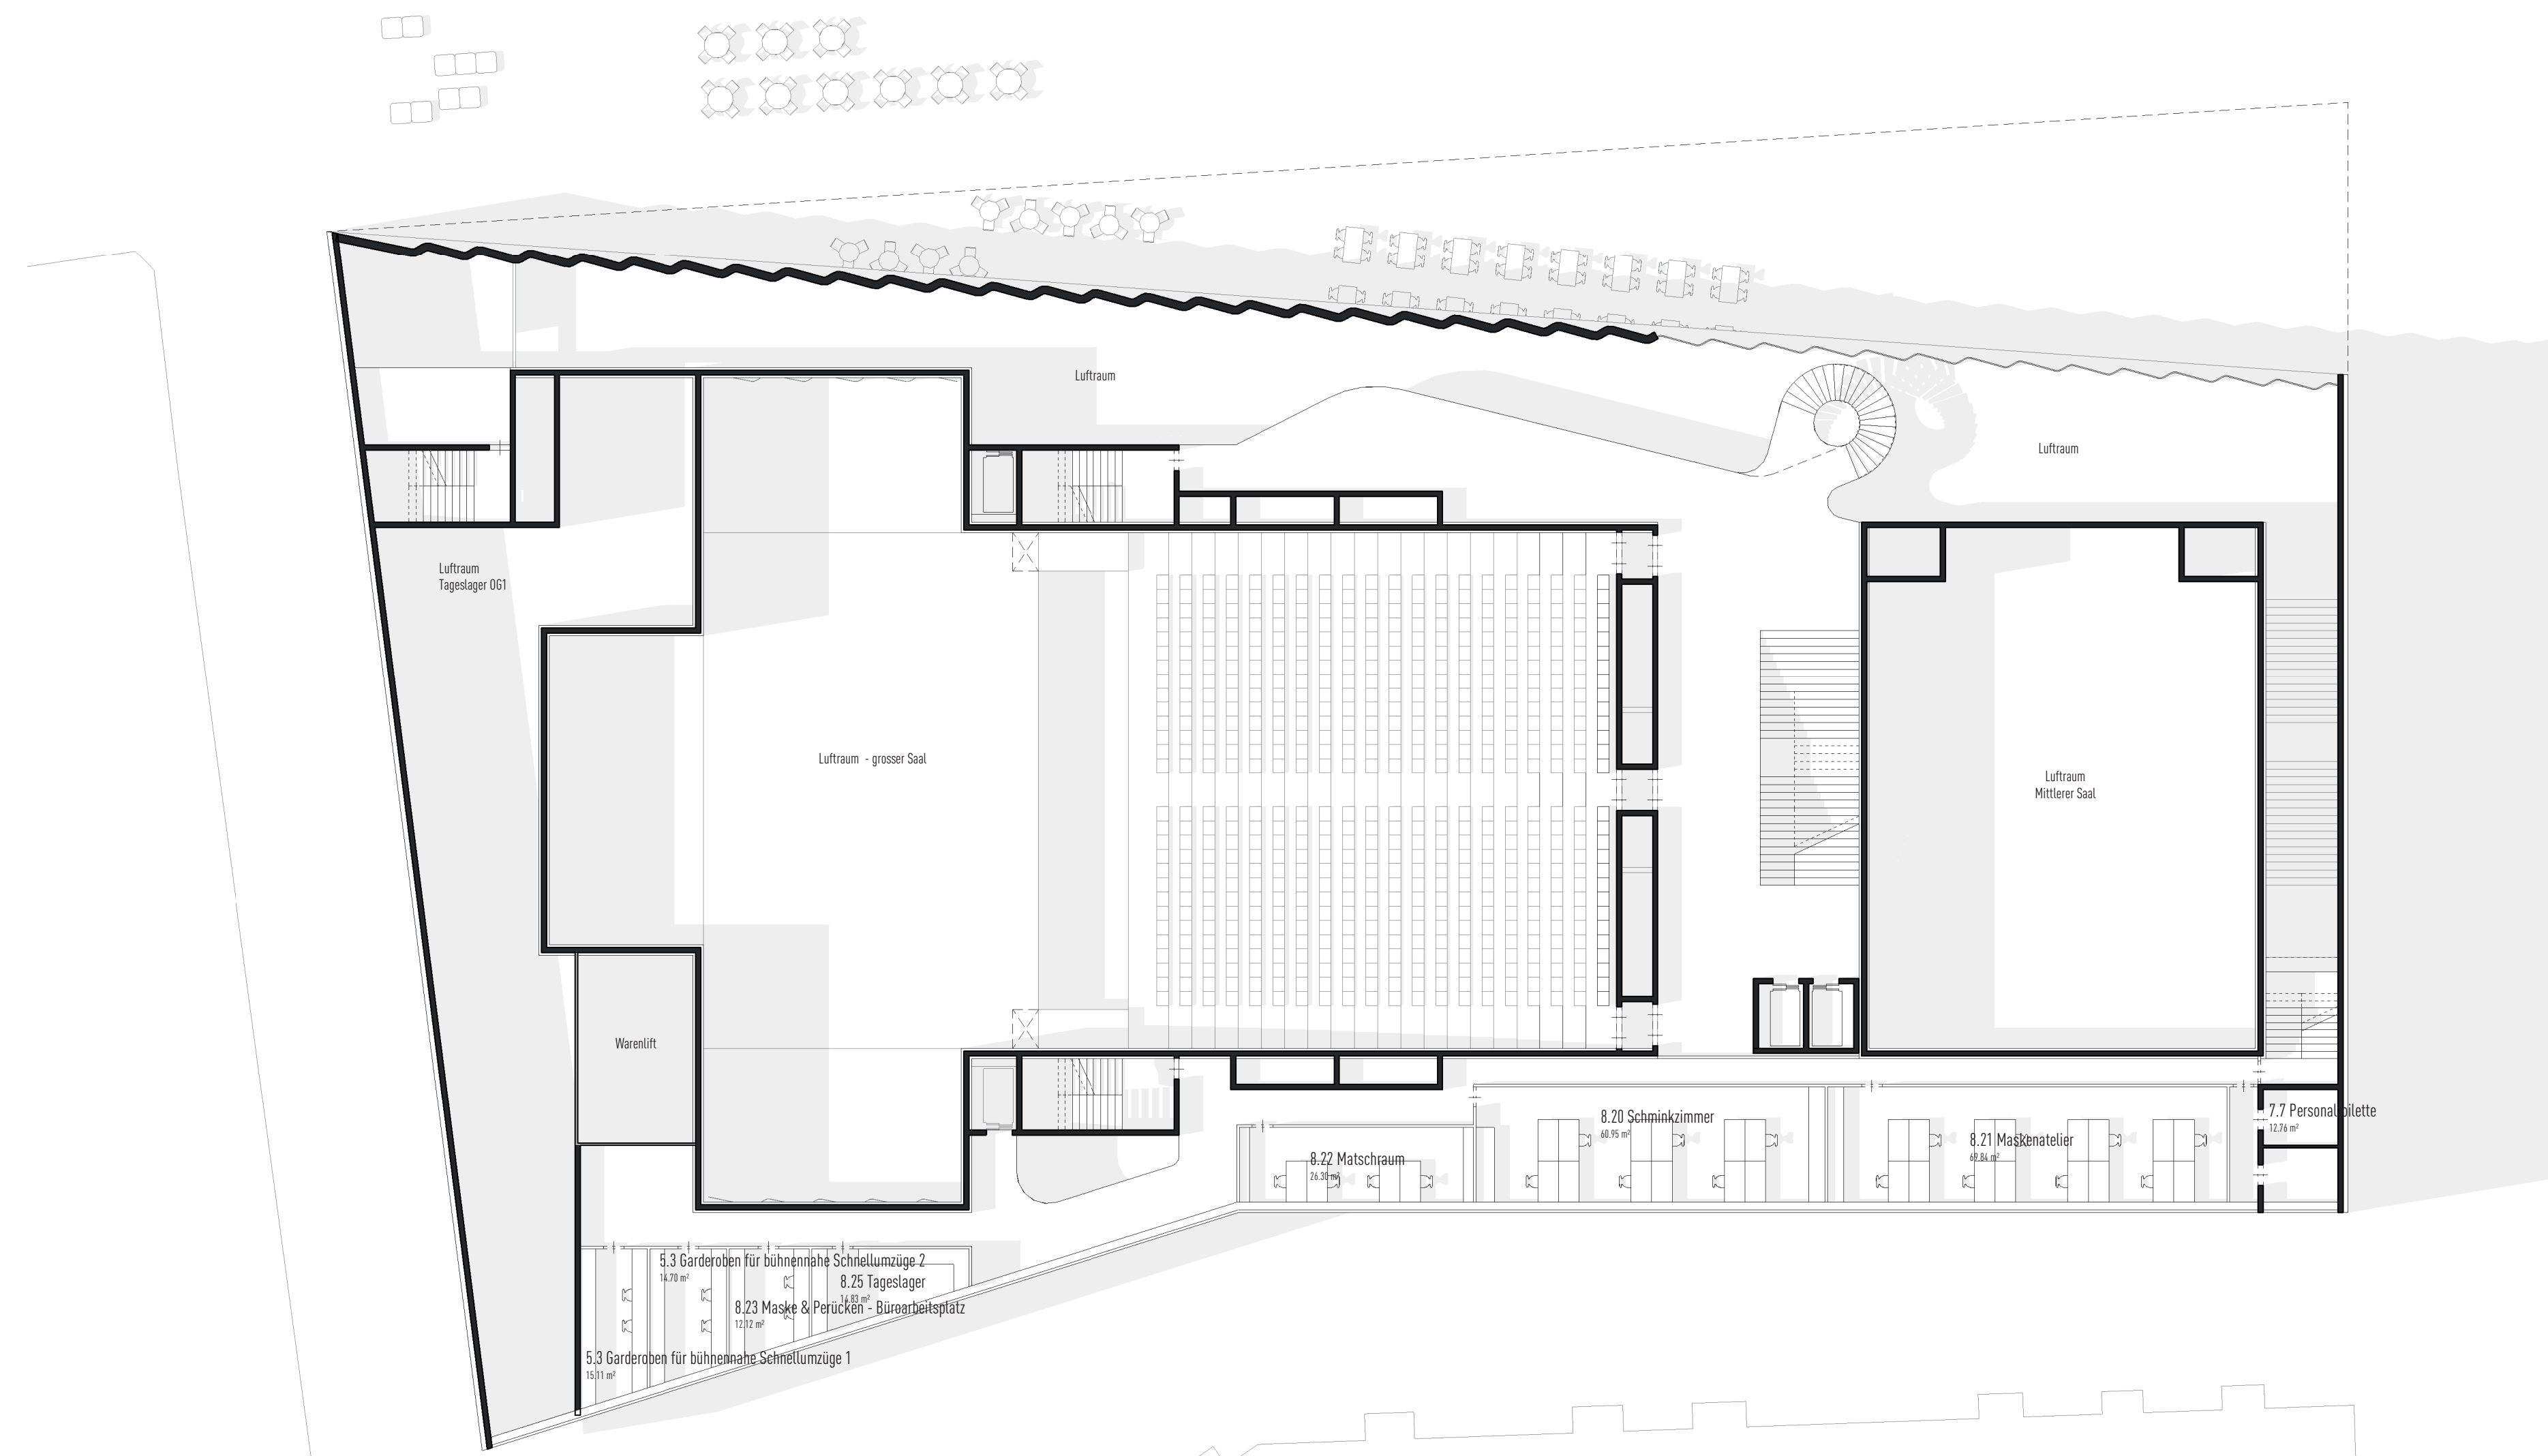 Luftraum
Luftraum
Luftraum
Tageslager OG1
Luftraum - grosser Saal
Luftraum
Mittlerer Saal
Warenlift
8.20 Schminkzimmer
60.95 m²
7.7 Personaltoilette
12.76 m²
8.21 Maskenatelier
69.84 m²
8.22 Matschraum
26.30 m²
5.3 Garderoben für bühnennahe Schnellumzüge 2
14.70 m²
8.25 Tageslager
14.83 m²
8.23 Maske & Perücken - Büroarbeitsplatz
12.12 m²
5.3 Garderoben für bühnennahe Schnellumzüge 1
15.11 m²